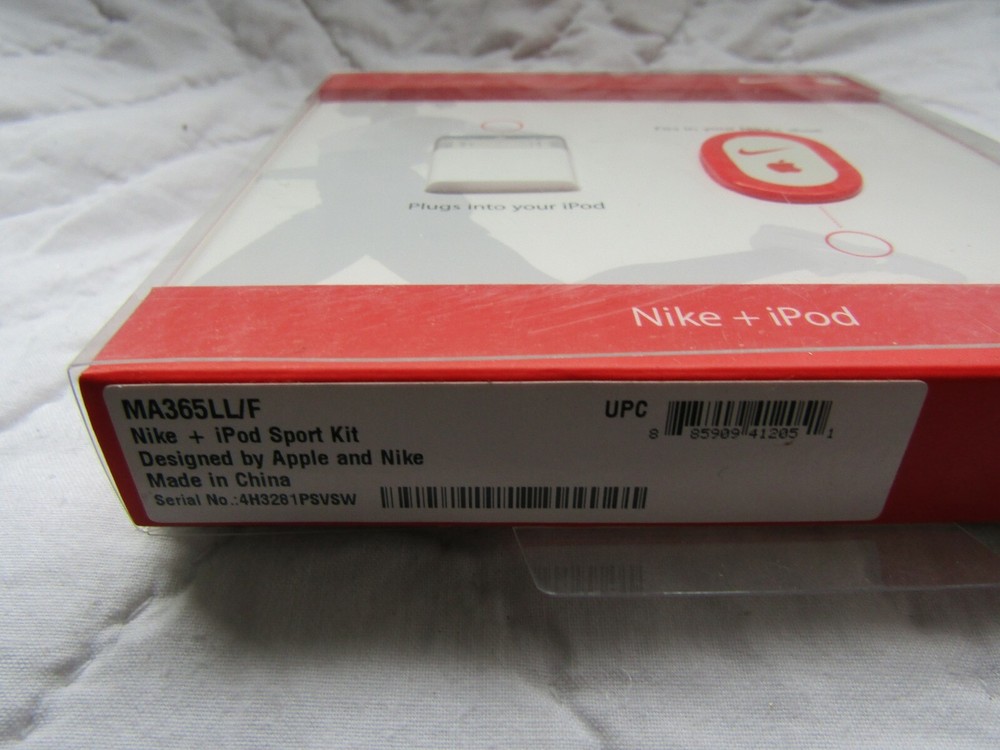 Plugs into your iPod
Nike + iPod
MA365LL/F
Nike + iPod Sport Kit
Designed by Apple and Nike
Made in China
Serial No.:4H3281PSVSW
UPC
8 85909 41205 1